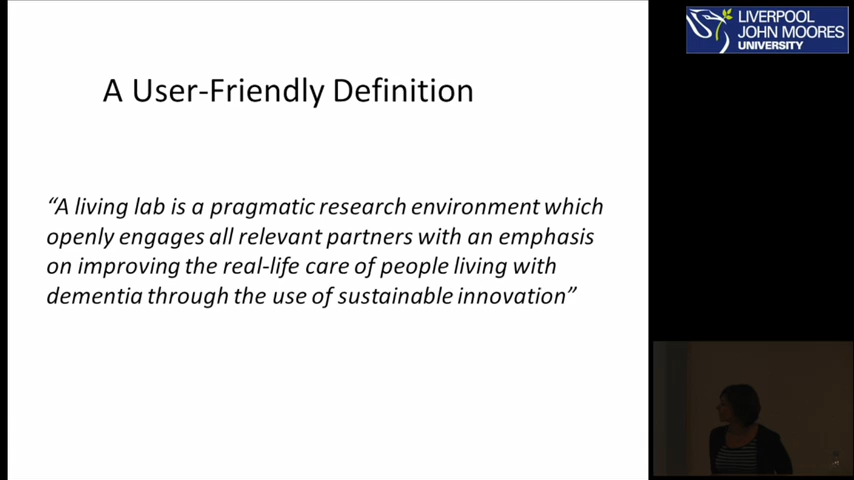 LIVERPOOL
JOHN MOORES
UNIVERSITY
A User-Friendly Definition
“A living lab is a pragmatic research environment which
openly engages all relevant partners with an emphasis
on improving the real-life care of people living with
dementia through the use of sustainable innovation”